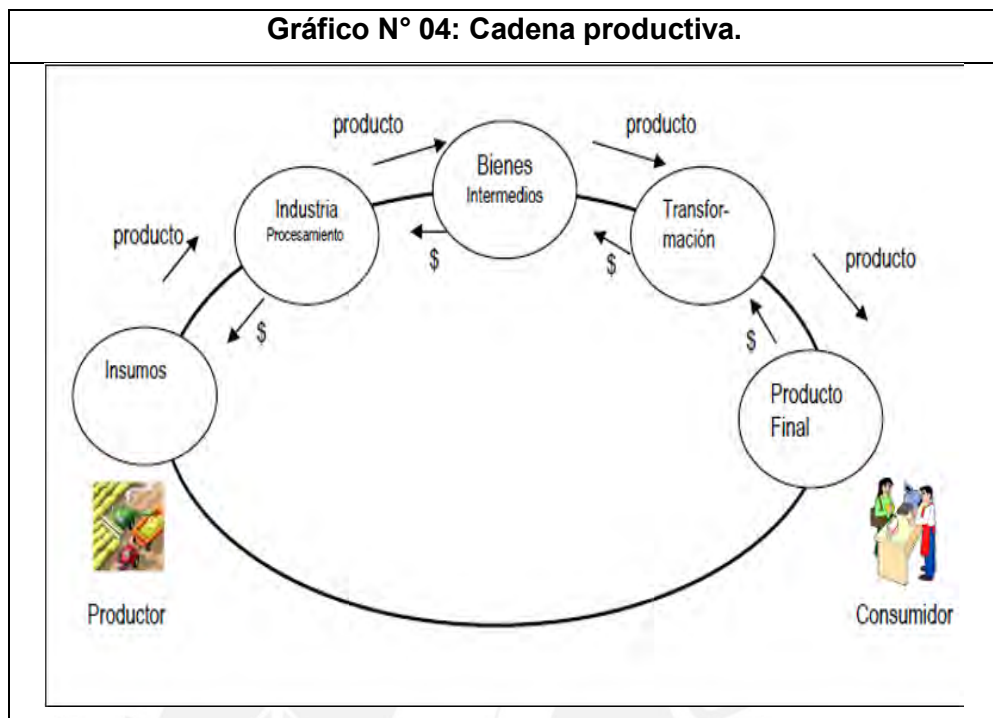 Gráfico N° 04: Cadena productiva.
producto
producto
Bienes
Intermedios
Industria
Procesamiento
Transfor-
mación
producto
$
$
producto
$
$
Insumos
Producto
Final
Productor
Consumidor